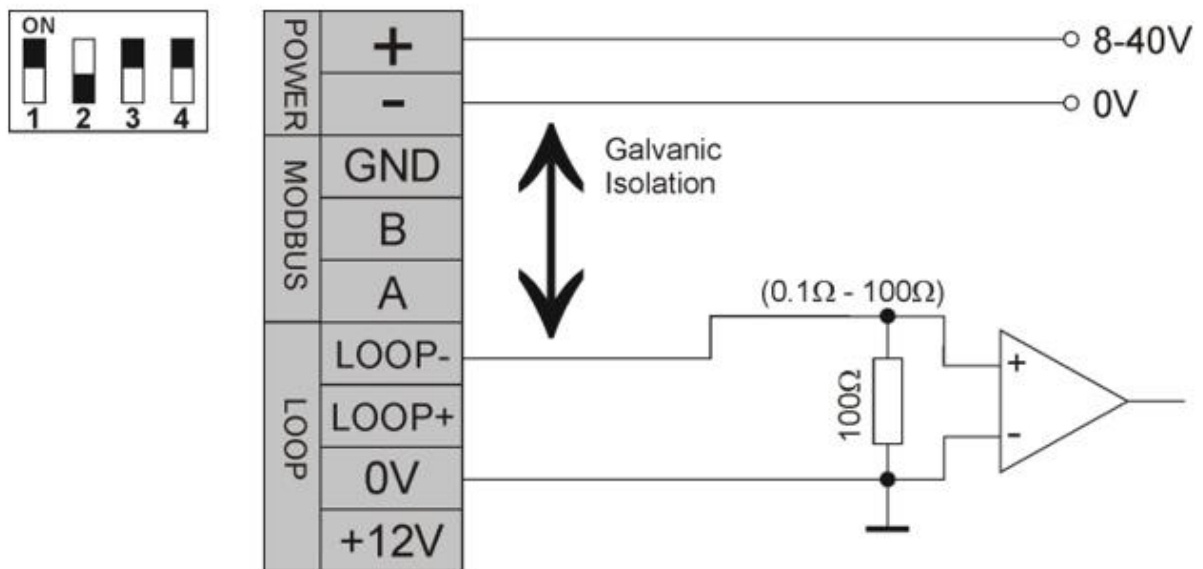 ON
1 2 3 4
POWER
+
-
MODBUS
GND
B
A
LOOP
LOOP-
LOOP+
0V
+12V
8-40V
0V
Galvanic
Isolation
(0.1Ω - 100Ω)
100Ω
+
-